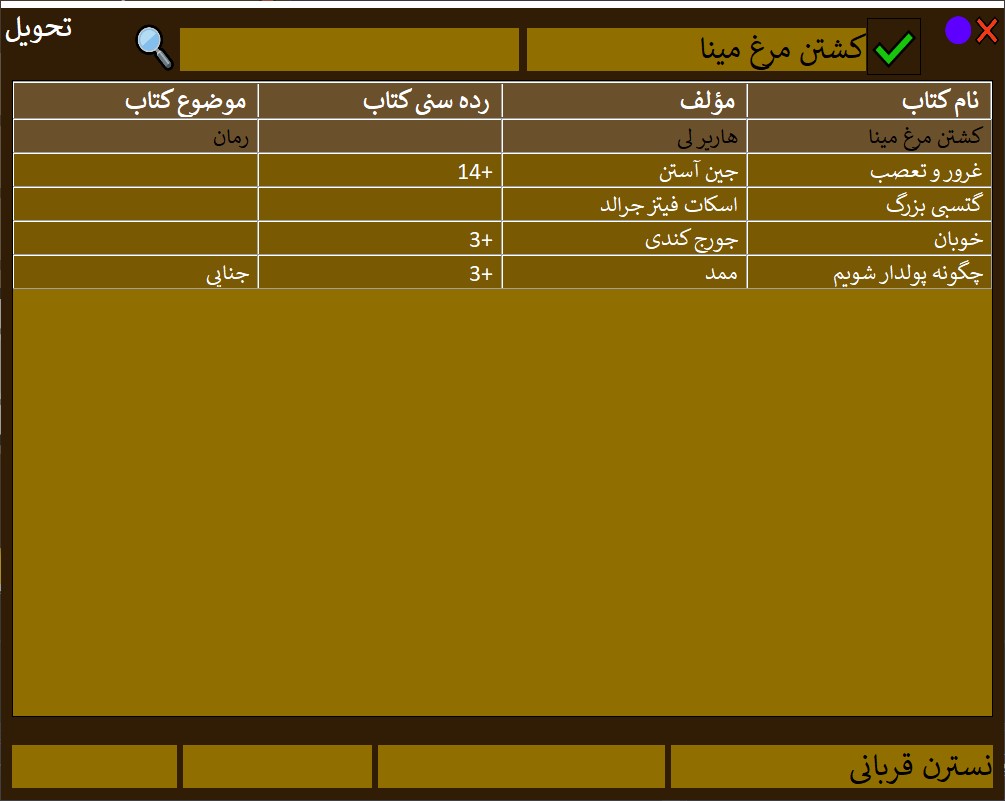 تحویل
کشتن مرغ مینا
نام کتاب مؤلف رده سنی کتاب موضوع کتاب
کشتن مرغ مینا هارپر لی رمان
غرور و تعصب جین آستن 14+
گتسبی بزرگ اسکات فیتز جرالد
خوبان جورج کندی 3+
چگونه پولدار شویم ممد 3+ جنایی
نسترن قربانی